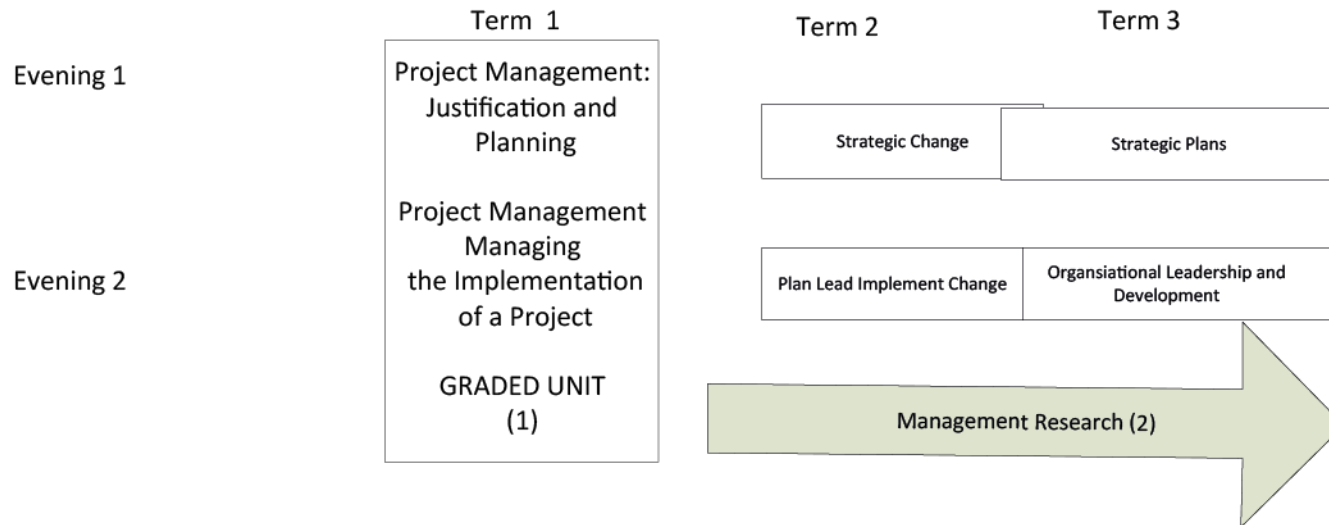 Term 1
Term 2
Term 3
Evening 1
Project Management:
Justification and
Planning
Strategic Change
Strategic Plans
Project Management
Managing
the Implementation
of a Project
Evening 2
Plan Lead Implement Change
Organsiational Leadership and
Development
GRADED UNIT
(1)
Management Research (2)